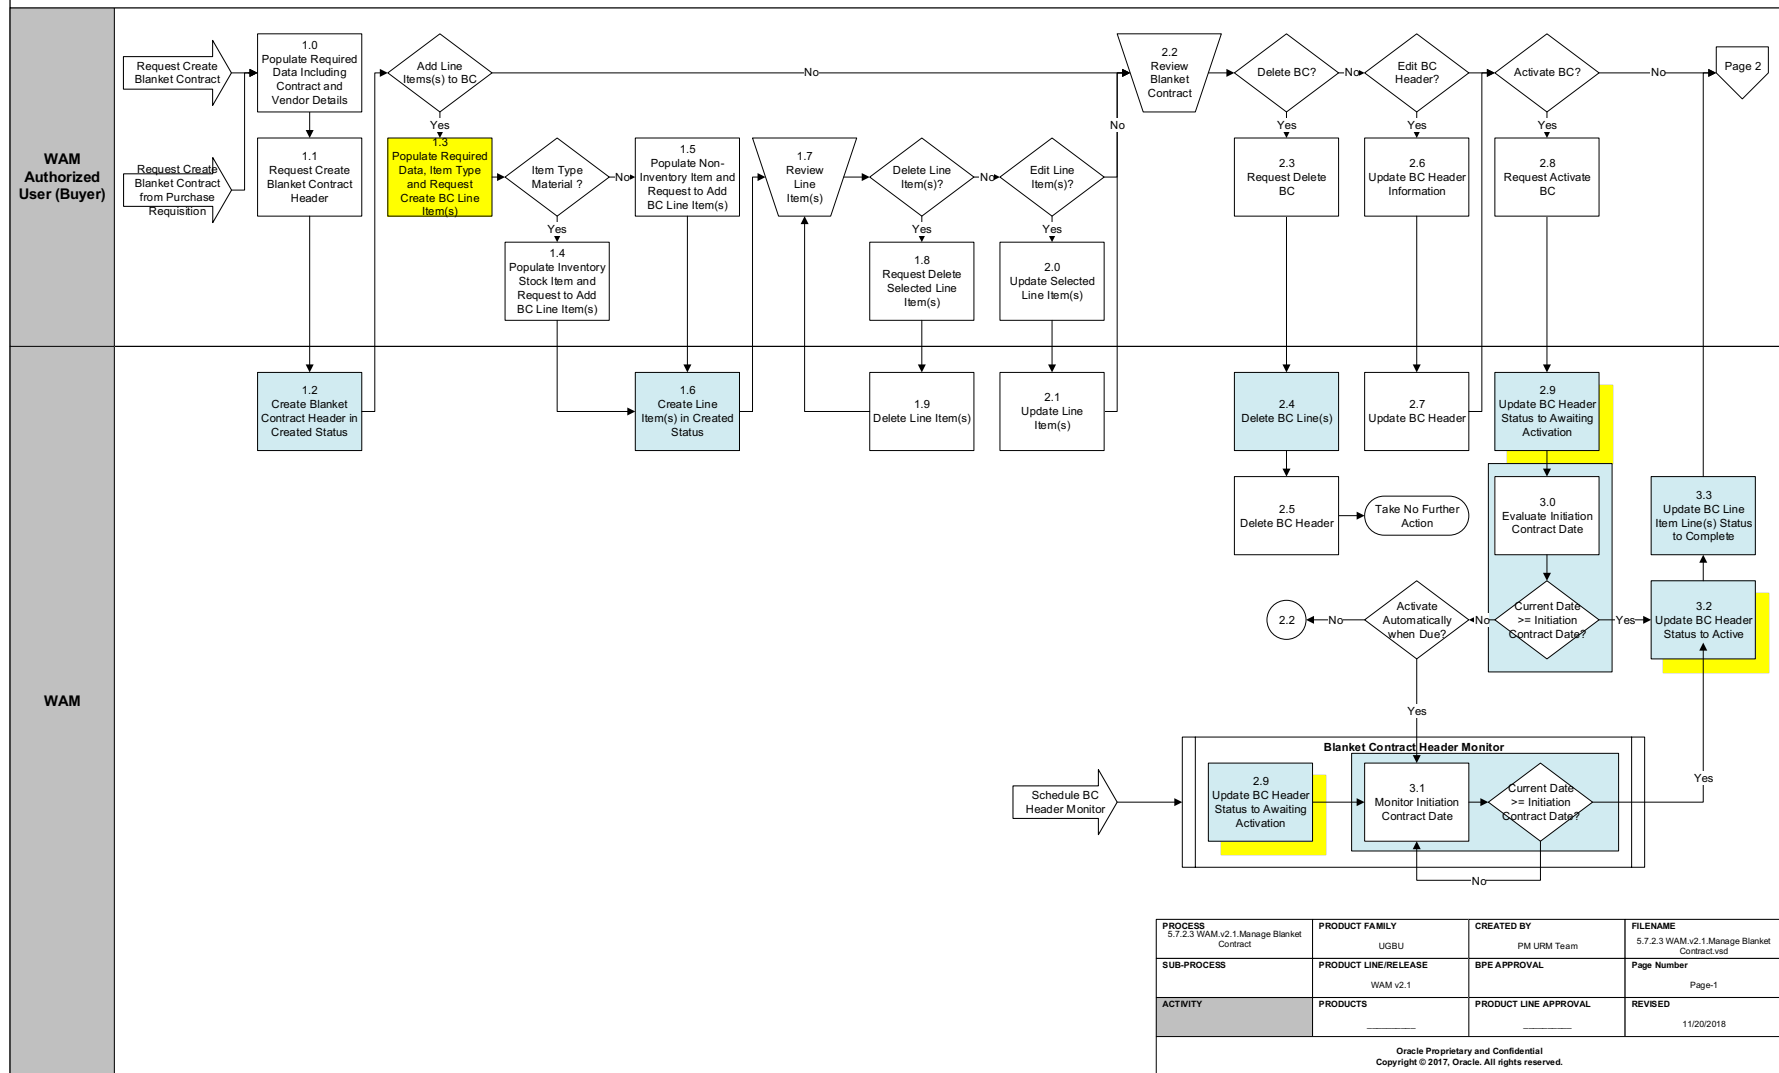 WAM
Authorized
User (Buyer)
Request Create
Blanket Contract
Request Create
Blanket Contract
from Purchase
Requisition
1.0
Populate Required
Data Including
Contract and
Vendor Details
1.1
Request Create
Blanket Contract
Header
Add Line
Items(s) to BC
No
Yes
1.3
Populate Required
Data, Item Type
and Request
Create BC Line
Item(s)
Item Type
Material ?
No
Yes
1.4
Populate Inventory
Stock Item and
Request to Add
BC Line Item(s)
1.5
Populate Non-
Inventory Item and
Request to Add
BC Line Item(s)
1.7
Review
Line
Item(s)
Delete Line
Item(s)?
No
Yes
1.8
Request Delete
Selected Line
Item(s)
Edit Line
Item(s)?
No
Yes
2.0
Update Selected
Line Item(s)
2.2
Review
Blanket
Contract
Delete BC?
No
Yes
2.3
Request Delete
BC
Edit BC
Header?
Yes
2.6
Update BC Header
Information
Activate BC?
No
Yes
2.8
Request Activate
BC
Page 2
WAM
1.2
Create Blanket
Contract Header in
Created Status
1.6
Create Line
Item(s) in Created
Status
1.9
Delete Line Item(s)
2.1
Update Line
Item(s)
2.4
Delete BC Line(s)
2.5
Delete BC Header
Take No Further
Action
2.7
Update BC Header
2.9
Update BC Header
Status to Awaiting
Activation
3.0
Evaluate Initiation
Contract Date
Current Date
>= Initiation
Contract Date?
No
Yes
Activate
Automatically
when Due?
No
2.2
Yes
3.2
Update BC Header
Status to Active
3.3
Update BC Line
Item Line(s) Status
to Complete
Schedule BC
Header Monitor
Blanket Contract Header Monitor
2.9
Update BC Header
Status to Awaiting
Activation
3.1
Monitor Initiation
Contract Date
Current Date
>= Initiation
Contract Date?
Yes
No
PROCESS
5.7.2.3 WAM.v2.1.Manage Blanket
Contract
PRODUCT FAMILY
UGBU
CREATED BY
PM URM Team
FILENAME
5.7.2.3 WAM.v2.1.Manage Blanket
Contract.vsd
SUB-PROCESS
PRODUCT LINE/RELEASE
WAM v2.1
BPE APPROVAL
Page Number
Page-1
ACTIVITY
PRODUCTS
___________
PRODUCT LINE APPROVAL
___________
REVISED
11/20/2018
Oracle Proprietary and Confidential
Copyright © 2017, Oracle. All rights reserved.